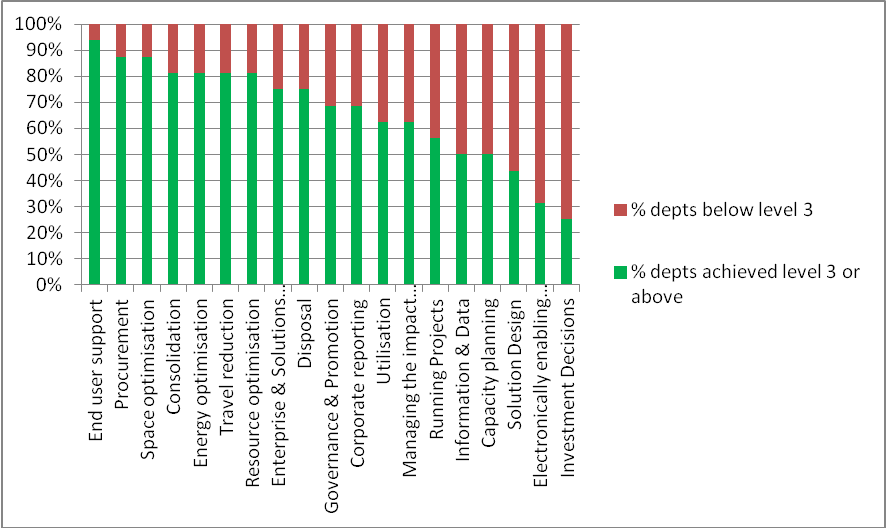 100%
90%
80%
70%
60%
50%
40%
30%
20%
10%
0%
End user support
Procurement
Space optimisation
Consolidation
Energy optimisation
Travel reduction
Resource optimisation
Enterprise & Solutions...
Disposal
Governance & Promotion
Corporate reporting
Utilisation
Managing the impact...
Running Projects
Information & Data
Capacity planning
Solution Design
Electronically enabling...
Investment Decisions
% depts below level 3
% depts achieved level 3 or
above